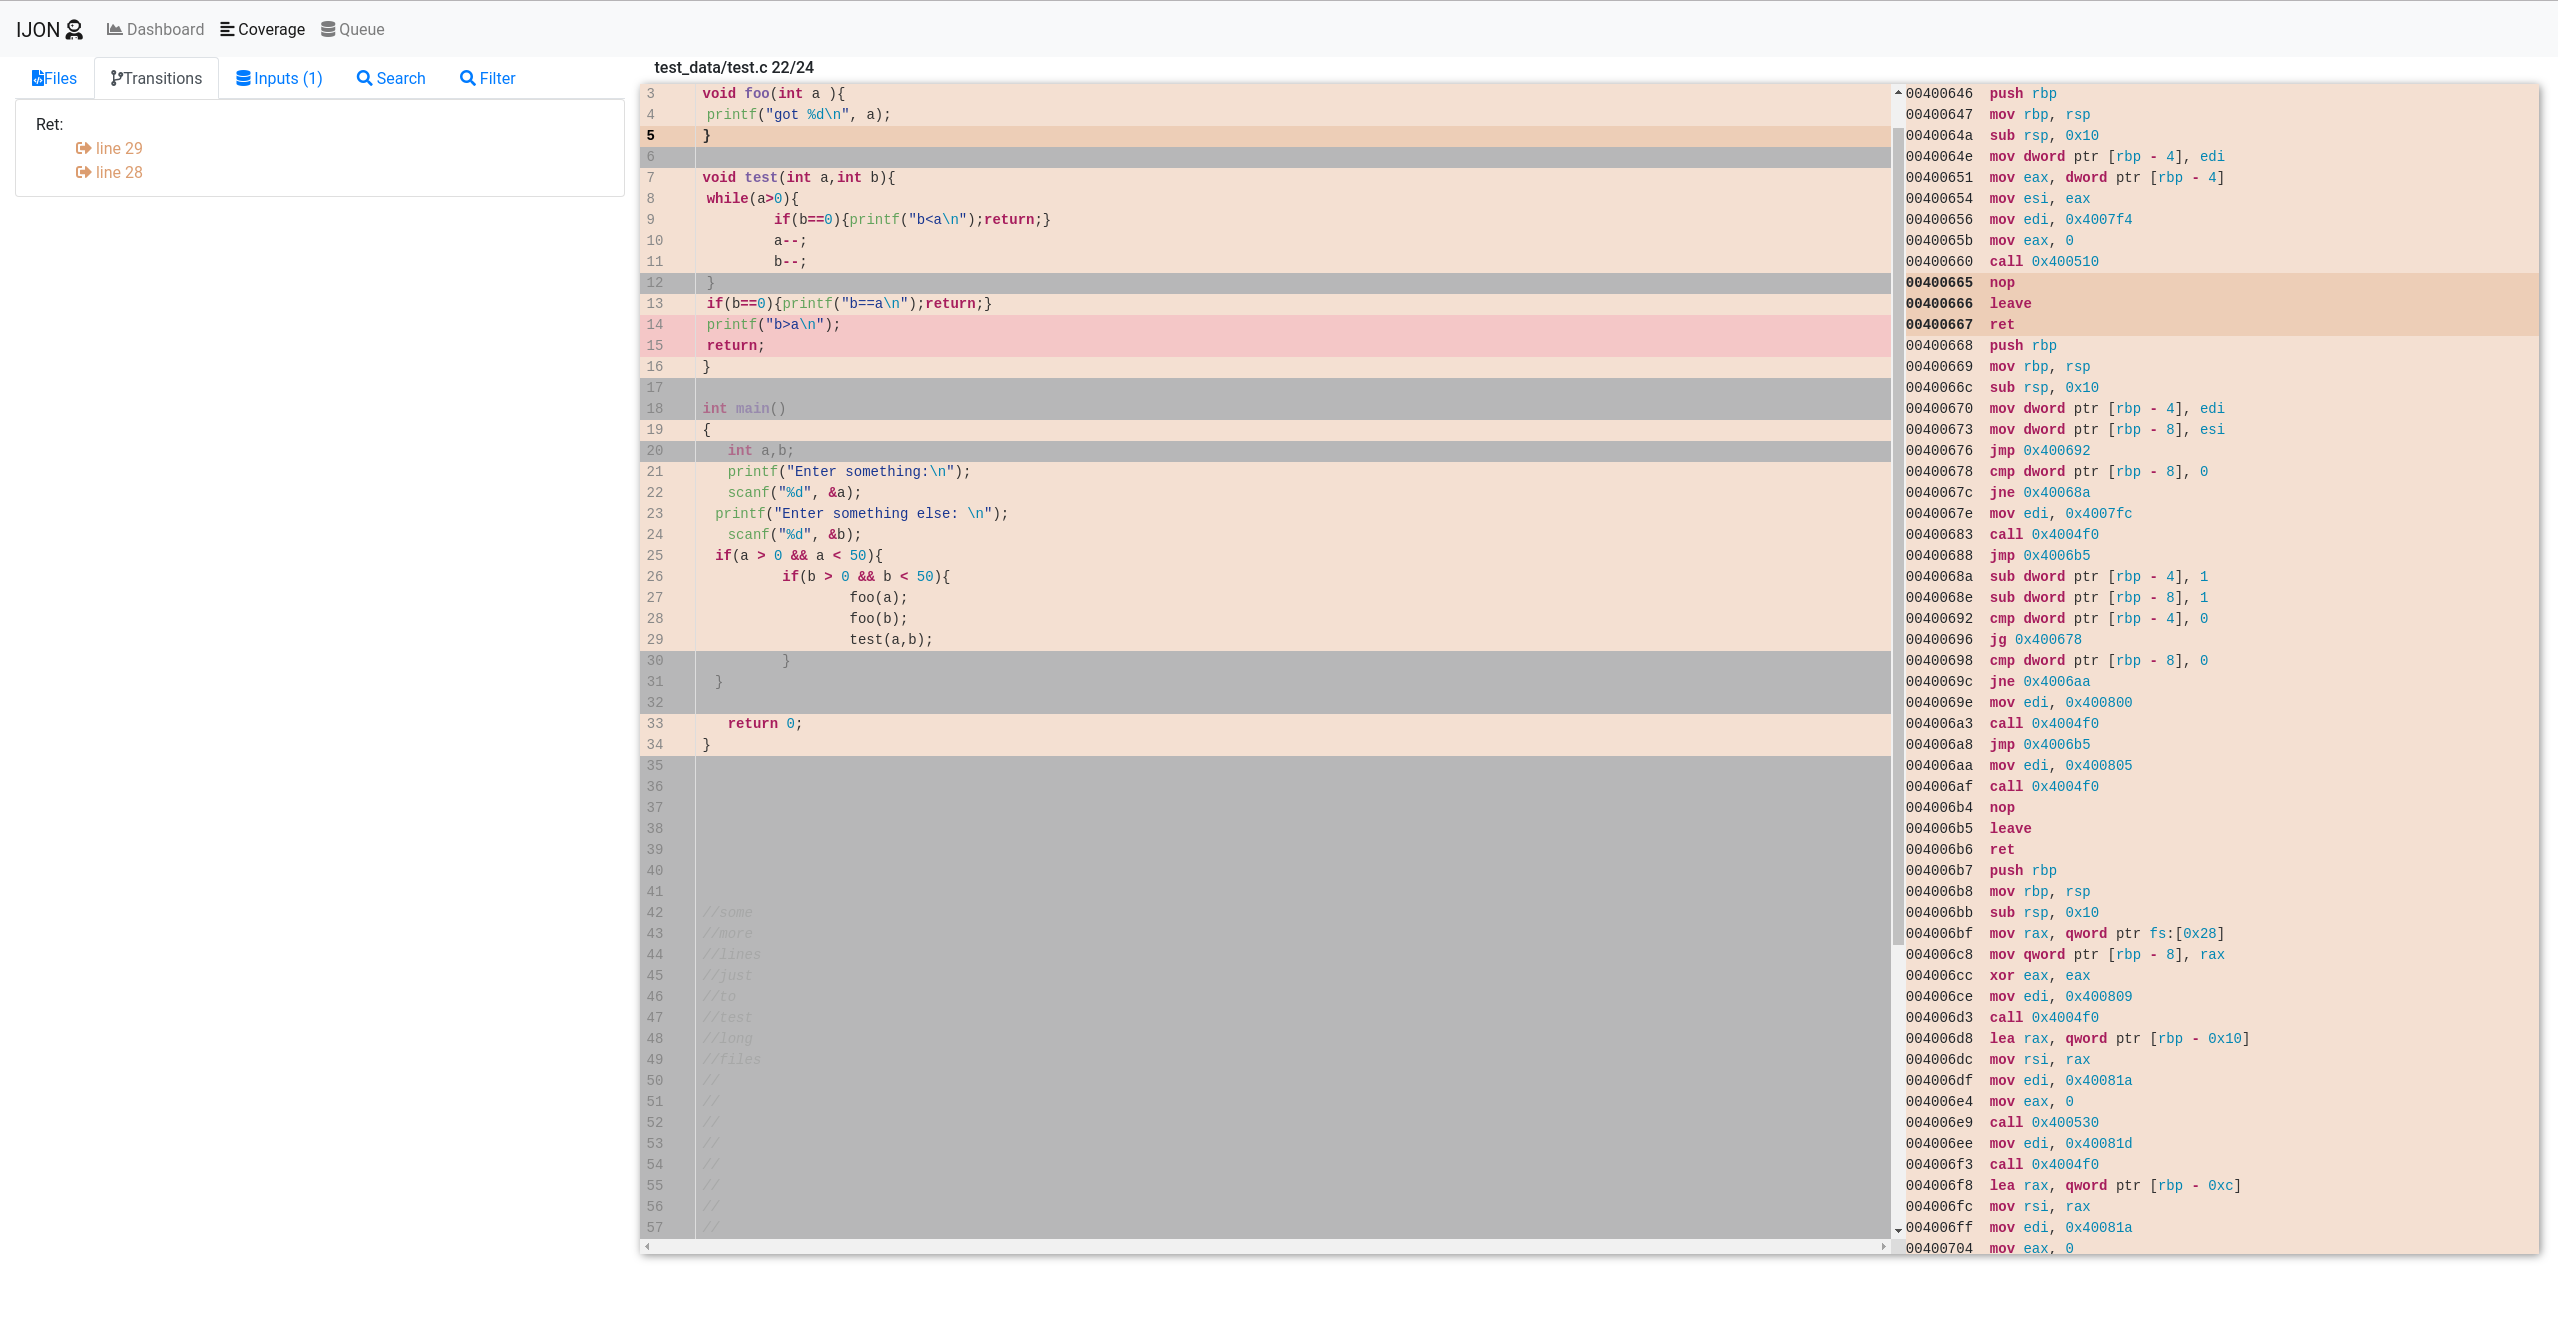 IJON Dashboard Coverage Queue
Files Transitions Inputs (1) Search Filter
Ret:
line 29
line 28
test_data/test.c 22/24
3 void foo(int a ){
4 printf("got %d\n", a);
5 }
6
7 void test(int a,int b){
8 while(a>0){
9 if(b==0){printf("b<a\n");return;}
10 a--;
11 b--;
12 }
13 if(b==0){printf("b==a\n");return;}
14 printf("b>a\n");
15 return;
16 }
17
18 int main()
19 {
20 int a,b;
21 printf("Enter something:\n");
22 scanf("%d", &a);
23 printf("Enter something else: \n");
24 scanf("%d", &b);
25 if(a > 0 && a < 50){
26 if(b > 0 && b < 50){
27 foo(a);
28 foo(b);
29 test(a,b);
30 }
31 }
32
33 return 0;
34 }
35
36
37
38
39
40
41
42 //some
43 //more
44 //lines
45 //just
46 //to
47 //test
48 //long
49 //files
50 //
51 //
52 //
53 //
54 //
55 //
56 //
57 //
00400646 push rbp
00400647 mov rbp, rsp
0040064a sub rsp, 0x10
0040064e mov dword ptr [rbp - 4], edi
00400651 mov eax, dword ptr [rbp - 4]
00400654 mov esi, eax
00400656 mov edi, 0x4007f4
0040065b mov eax, 0
00400660 call 0x400510
00400665 nop
00400666 leave
00400667 ret
00400668 push rbp
00400669 mov rbp, rsp
0040066c sub rsp, 0x10
00400670 mov dword ptr [rbp - 4], edi
00400673 mov dword ptr [rbp - 8], esi
00400676 jmp 0x400692
00400678 cmp dword ptr [rbp - 8], 0
0040067c jne 0x40068a
0040067e mov edi, 0x4007fc
00400683 call 0x4004f0
00400688 jmp 0x4006b5
0040068a sub dword ptr [rbp - 4], 1
0040068e sub dword ptr [rbp - 8], 1
00400692 cmp dword ptr [rbp - 4], 0
00400696 jg 0x400678
00400698 cmp dword ptr [rbp - 8], 0
0040069c jne 0x4006aa
0040069e mov edi, 0x400800
004006a3 call 0x4004f0
004006a8 jmp 0x4006b5
004006aa mov edi, 0x400805
004006af call 0x4004f0
004006b4 nop
004006b5 leave
004006b6 ret
004006b7 push rbp
004006b8 mov rbp, rsp
004006bb sub rsp, 0x10
004006bf mov rax, qword ptr fs:[0x28]
004006c8 mov qword ptr [rbp - 8], rax
004006cc xor eax, eax
004006ce mov edi, 0x400809
004006d3 call 0x4004f0
004006d8 lea rax, qword ptr [rbp - 0x10]
004006dc mov rsi, rax
004006df mov edi, 0x40081a
004006e4 mov eax, 0
004006e9 call 0x400530
004006ee mov edi, 0x40081d
004006f3 call 0x4004f0
004006f8 lea rax, qword ptr [rbp - 0xc]
004006fc mov rsi, rax
004006ff mov edi, 0x40081a
00400704 mov eax, 0